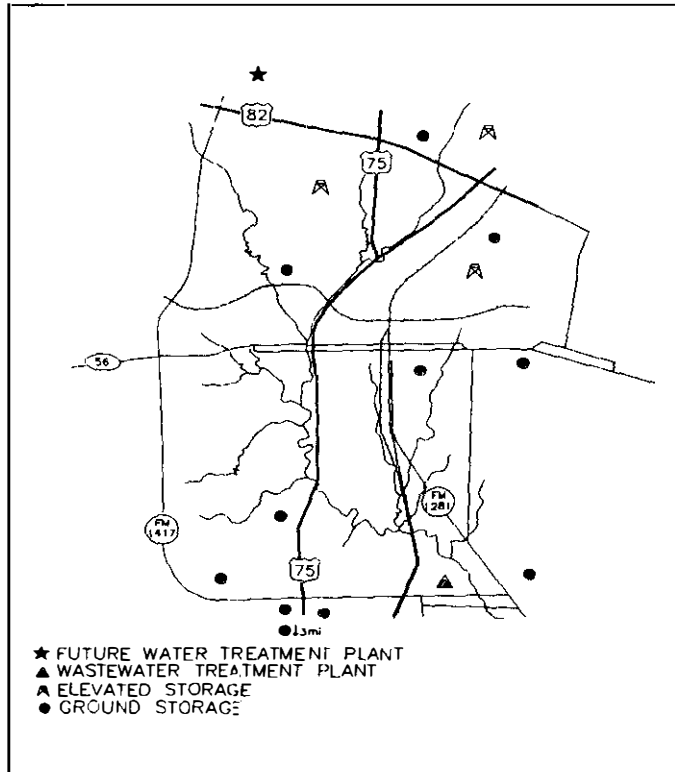 82
75
56
FM
1281
FM
1417
75
↓3mi
★ FUTURE WATER TREATMENT PLANT
▲ WASTEWATER TREATMENT PLANT
ELEVATED STORAGE
● GROUND STORAGE